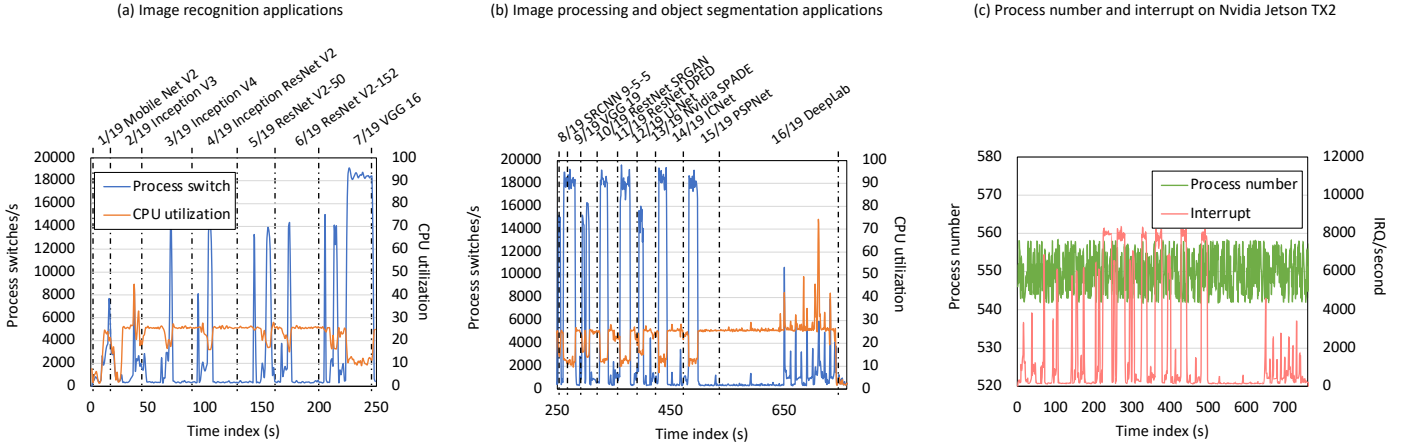 (a) Image recognition applications
1/19 Mobile Net V2
2/19 Inception V3
3/19 Inception V4
4/19 Inception ResNet V2
5/19 ResNet V2-50
6/19 ResNet V2-152
7/19 VGG 16
Process switches/s
20000
18000
16000
14000
12000
10000
8000
6000
4000
2000
0
Process switch
CPU utilization
100
90
80
70
60
50
40
30
20
10
0
CPU utilization
0 50 100 150 200 250
Time index (s)
(b) Image processing and object segmentation applications
8/19 SRCNN 9-5-5
9/19 VGG 19
10/19 RestNet SRGAN
11/19 ResNet DPED
12/19 U-Net
13/19 Nvidia SPADE
14/19 ICNet
15/19 PSPNet
16/19 DeepLab
Process switches/s
20000
18000
16000
14000
12000
10000
8000
6000
4000
2000
0
100
90
80
70
60
50
40
30
20
10
0
CPU utilization
250 450 650
Time index (s)
(c) Process number and interrupt on Nvidia Jetson TX2
Process number
580
570
560
550
540
530
520
Process number
Interrupt
12000
10000
8000
6000
4000
2000
0
IRQ/second
0 100 200 300 400 500 600 700
Time index (s)